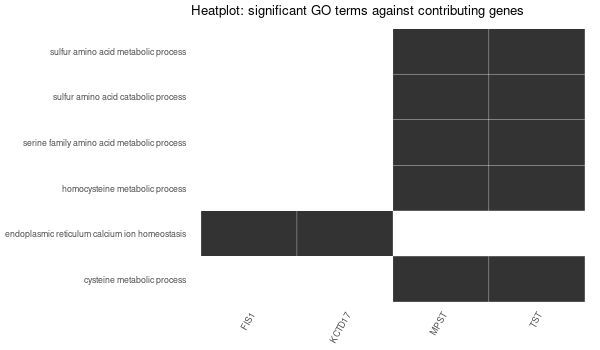 Heatplot: significant GO terms against contributing genes
sulfur amino acid metabolic process
sulfur amino acid catabolic process
serine family amino acid metabolic process
homocysteine metabolic process
endoplasmic reticulum calcium ion homeostasis
cysteine metabolic process
FIS1
KCTD17
MPST
TST